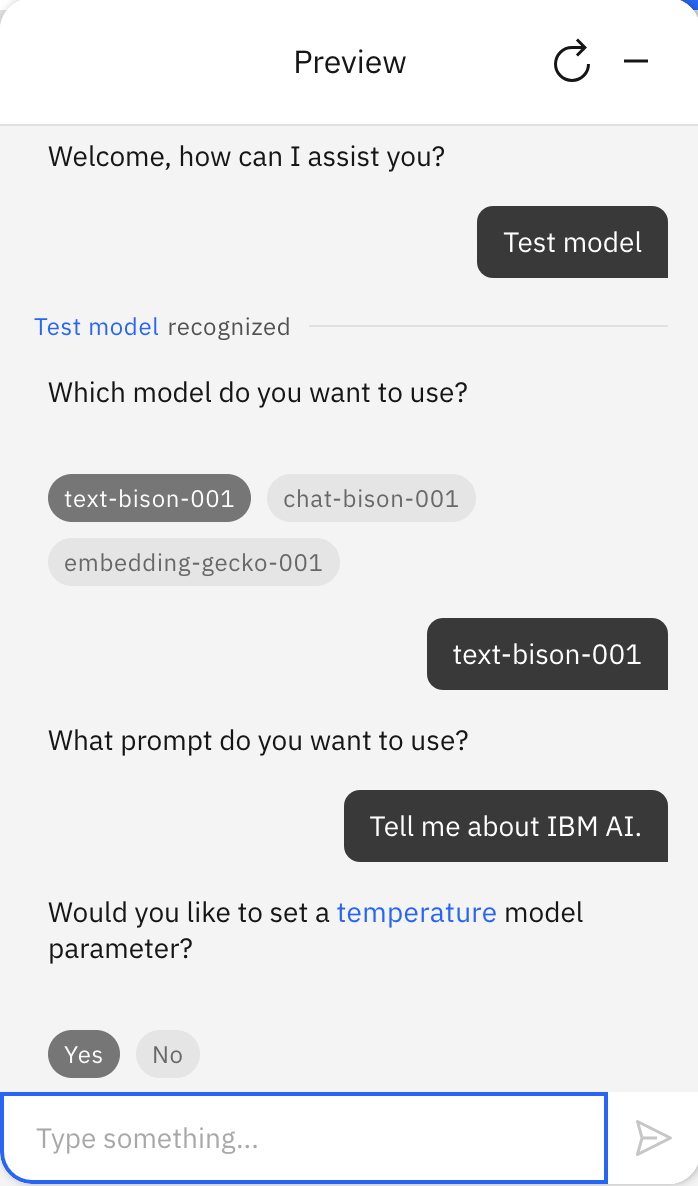 Preview
Welcome, how can I assist you?
Test model
Test model recognized
Which model do you want to use?
text-bison-001 chat-bison-001
embedding-gecko-001
text-bison-001
What prompt do you want to use?
Tell me about IBM AI.
Would you like to set a temperature model
parameter?
Yes No
Type something...